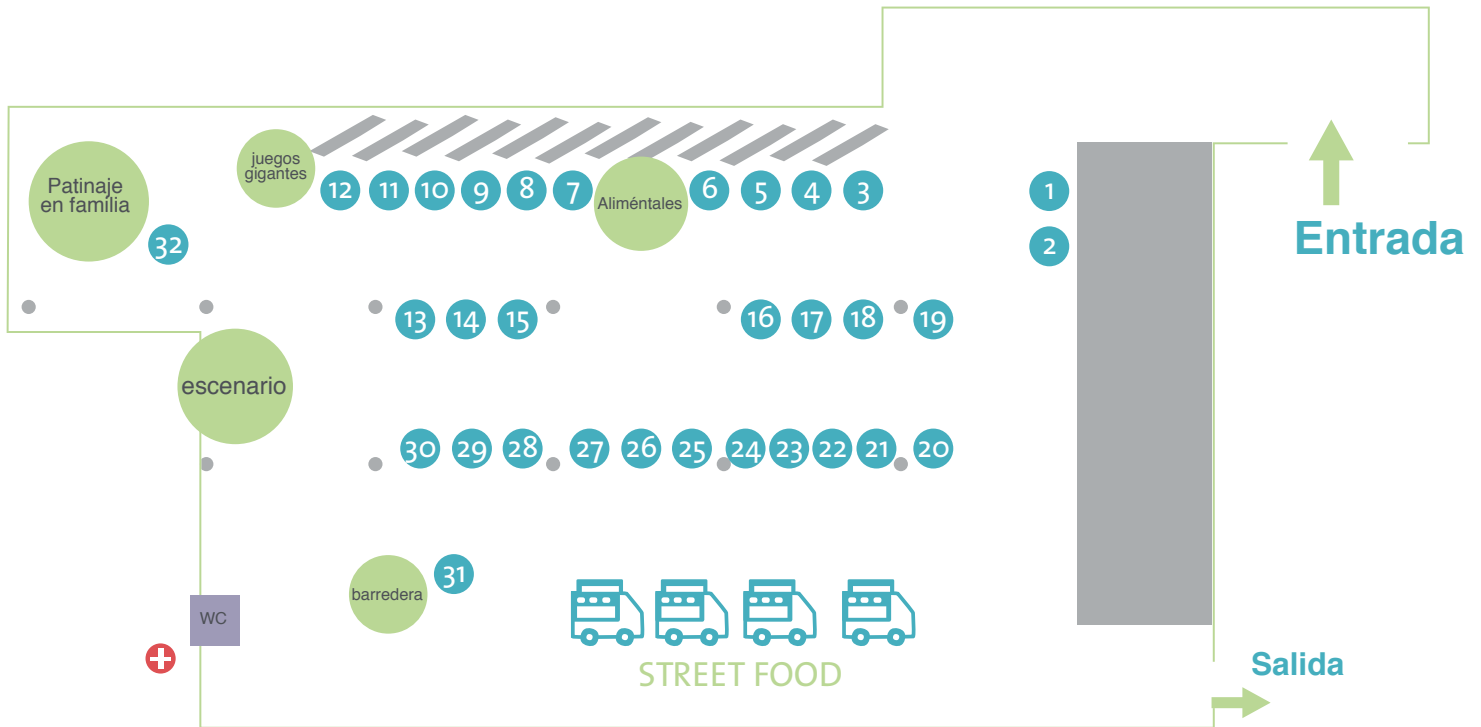 juegos
gigantes
Patinaje
en familia
12 11 10 9 8 7
Aliméntales
6 5 4 3
1
2
32
Entrada
13 14 15
16 17 18 19
escenario
30 29 28 27 26 25 24 23 22 21 20
31
barredera
WC
STREET FOOD
Salida